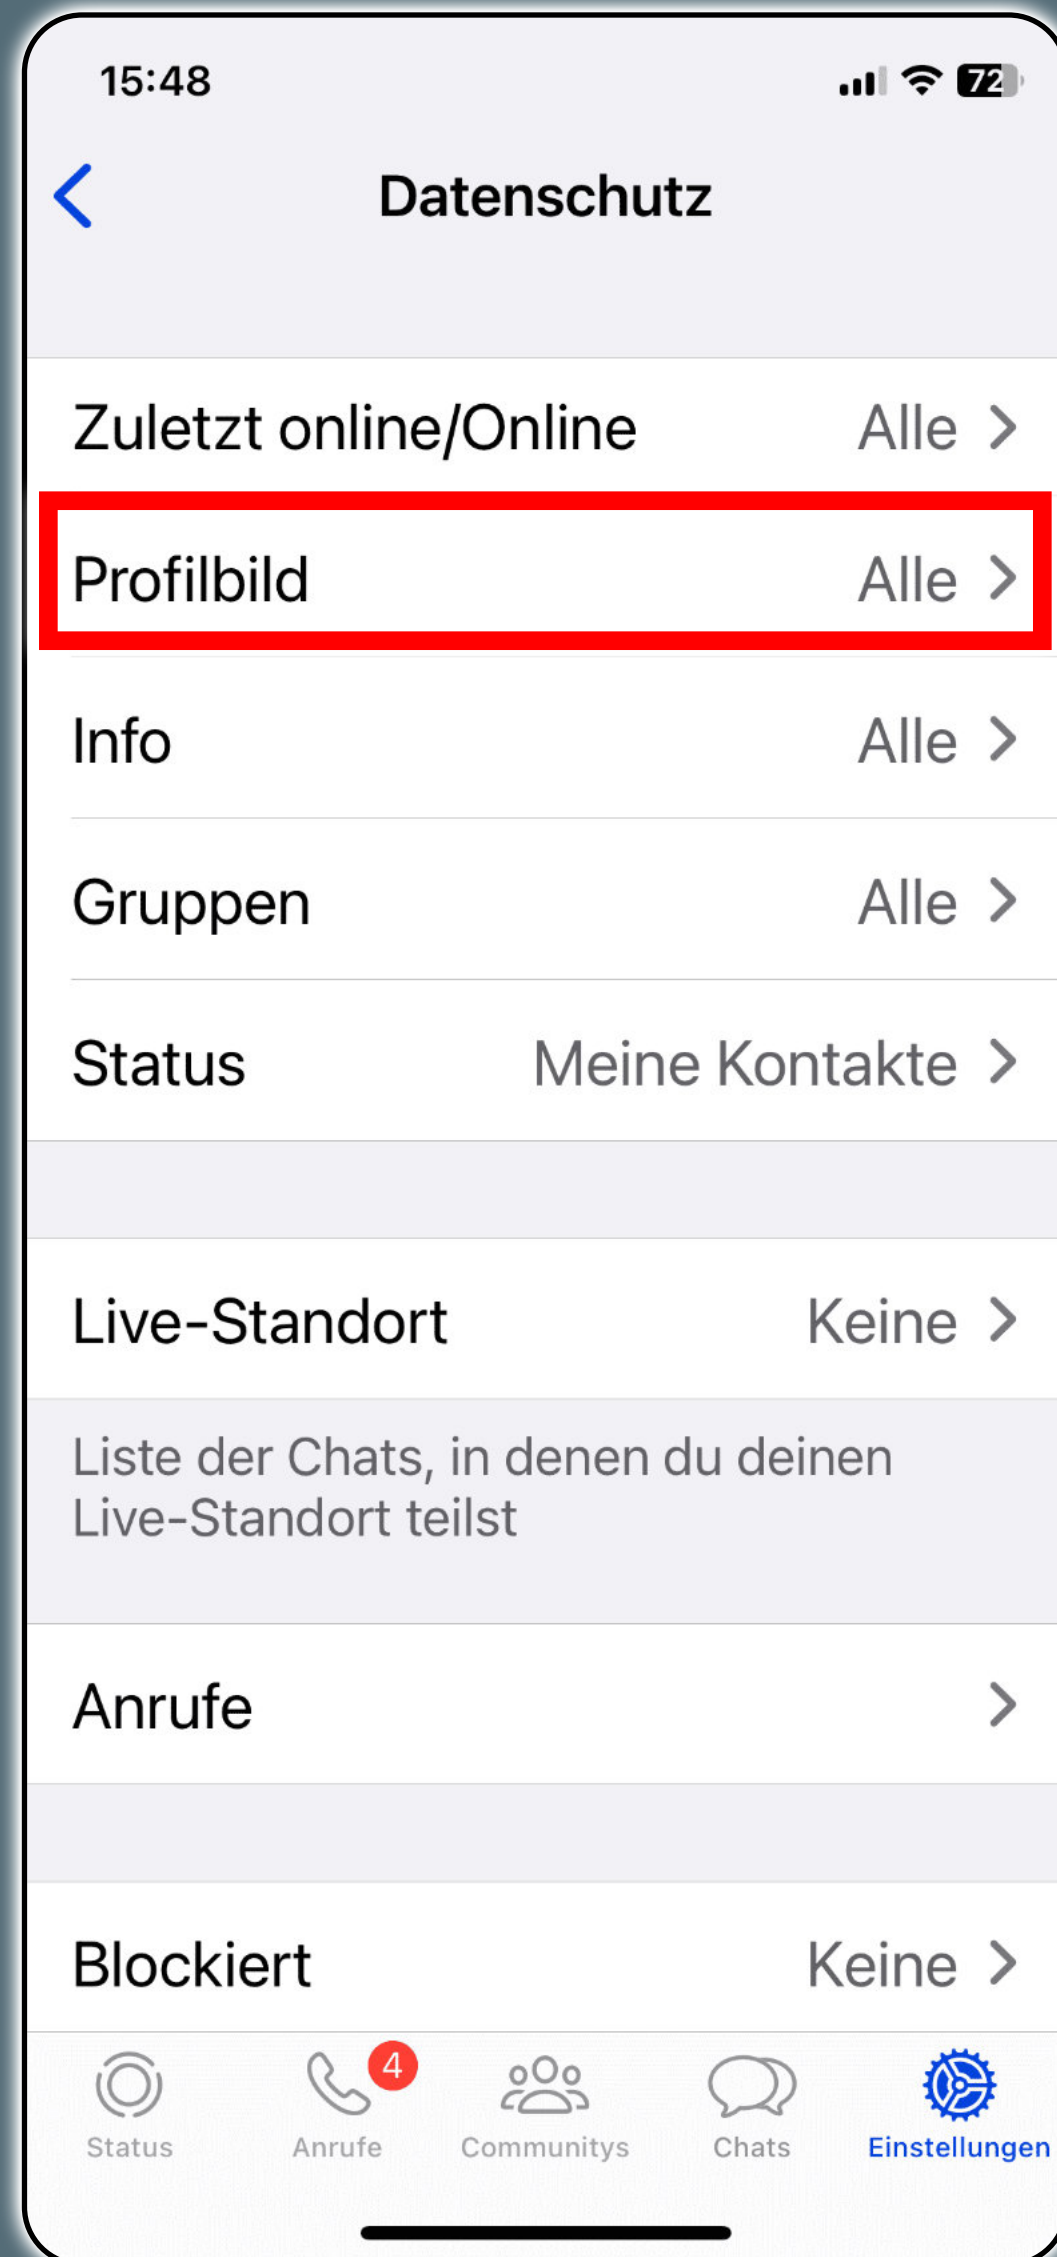 15:48
72
Datenschutz
Zuletzt online/Online Alle
Profilbild Alle
Info Alle
Gruppen Alle
Status Meine Kontakte
Live-Standort Keine
Liste der Chats, in denen du deinen
Live-Standort teilst
Anrufe
Blockiert Keine
4
Status Anrufe Communitys Chats Einstellungen